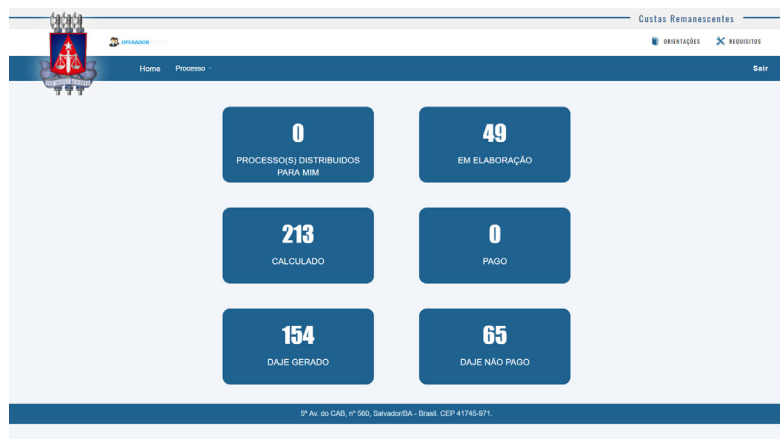 Custas Remanescentes
OPERADOR
ORIENTAÇÕES
REQUISITOS
Home
Processo
Sair
0
PROCESSO(S) DISTRIBUIDOS
PARA MIM
49
EM ELABORAÇÃO
213
CALCULADO
0
PAGO
154
DAJE GERADO
65
DAJE NÃO PAGO
5ª Av. do CAB, nº 560, Salvador/BA - Brasil. CEP 41745-971.